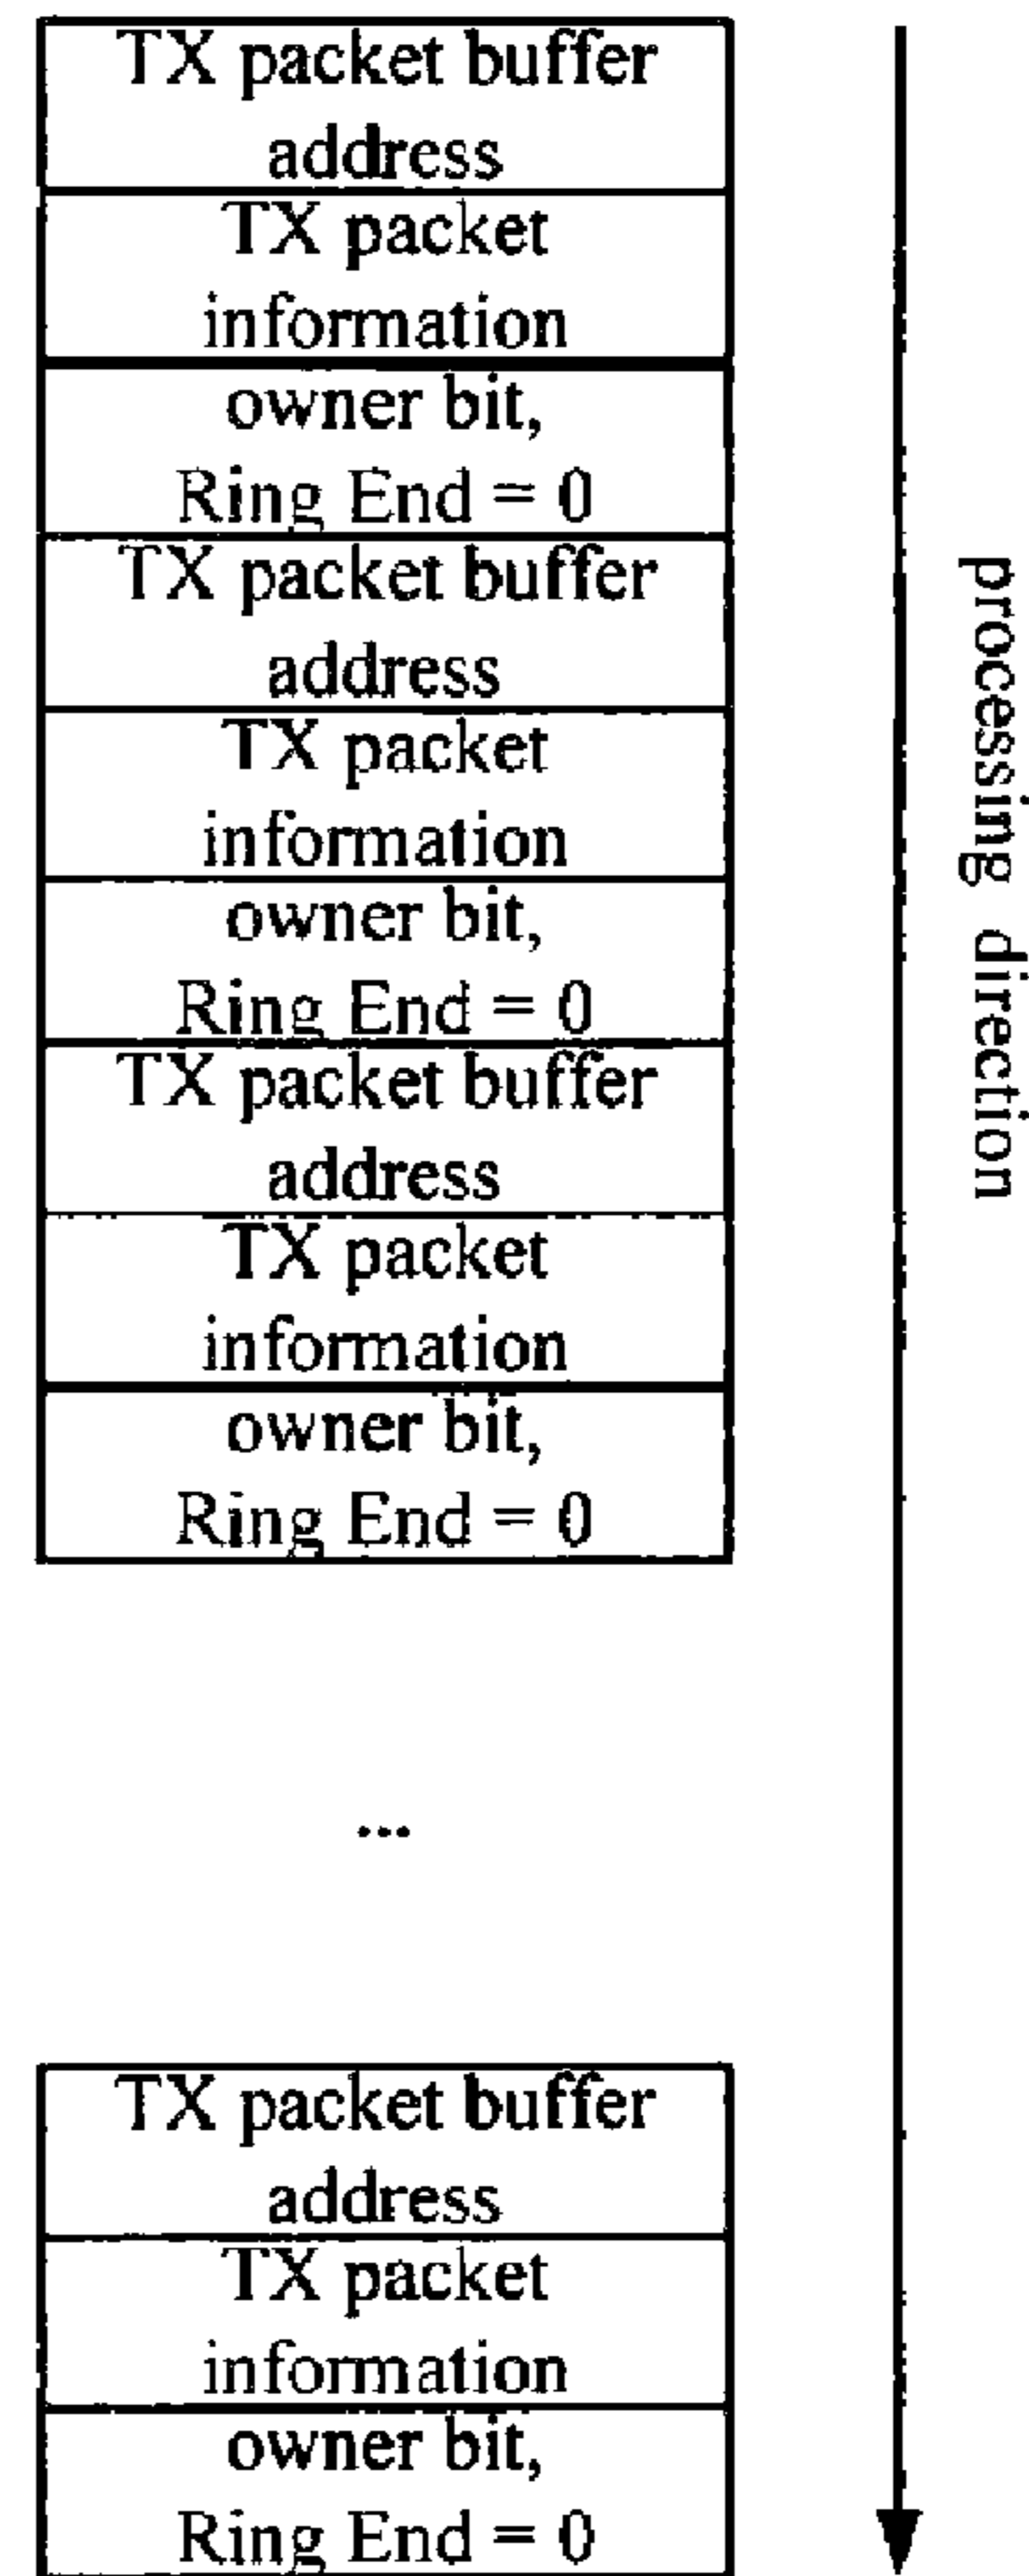 TX packet buffer
address
TX packet
information
owner bit,
Ring End = 0
TX packet buffer
address
TX packet
information
owner bit,
Ring End = 0
TX packet buffer
address
TX packet
information
owner bit,
Ring End = 0
...
TX packet buffer
address
TX packet
information
owner bit,
Ring End = 0
processing direction